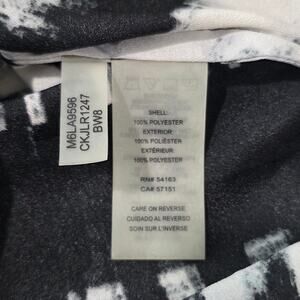 M6LA9596
CKJLR1247
BW8
SHELL:
100% POLYESTER
EXTERIOR:
100% POLIÉSTER
EXTÉRIEUR:
100% POLYESTER
RN# 54163
CA# 57151
CARE ON REVERSE
CUIDADO AL REVERSO
SOIN SUR L'INVERSE